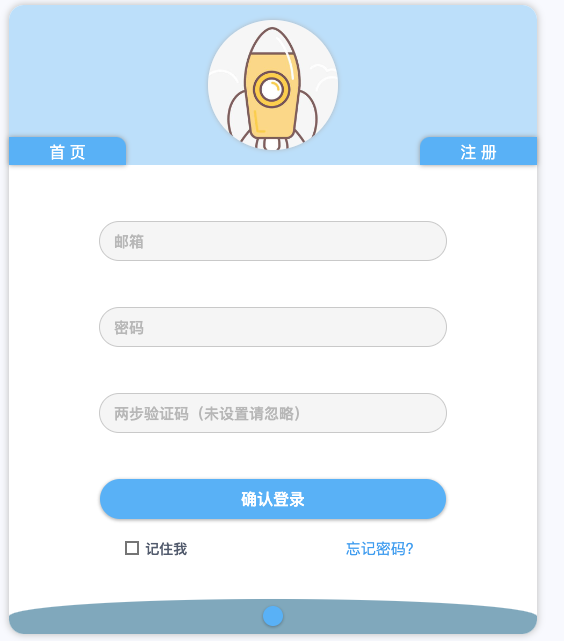 首 页
注 册
邮箱
密码
两步验证码（未设置请忽略）
确认登录
记住我
忘记密码?